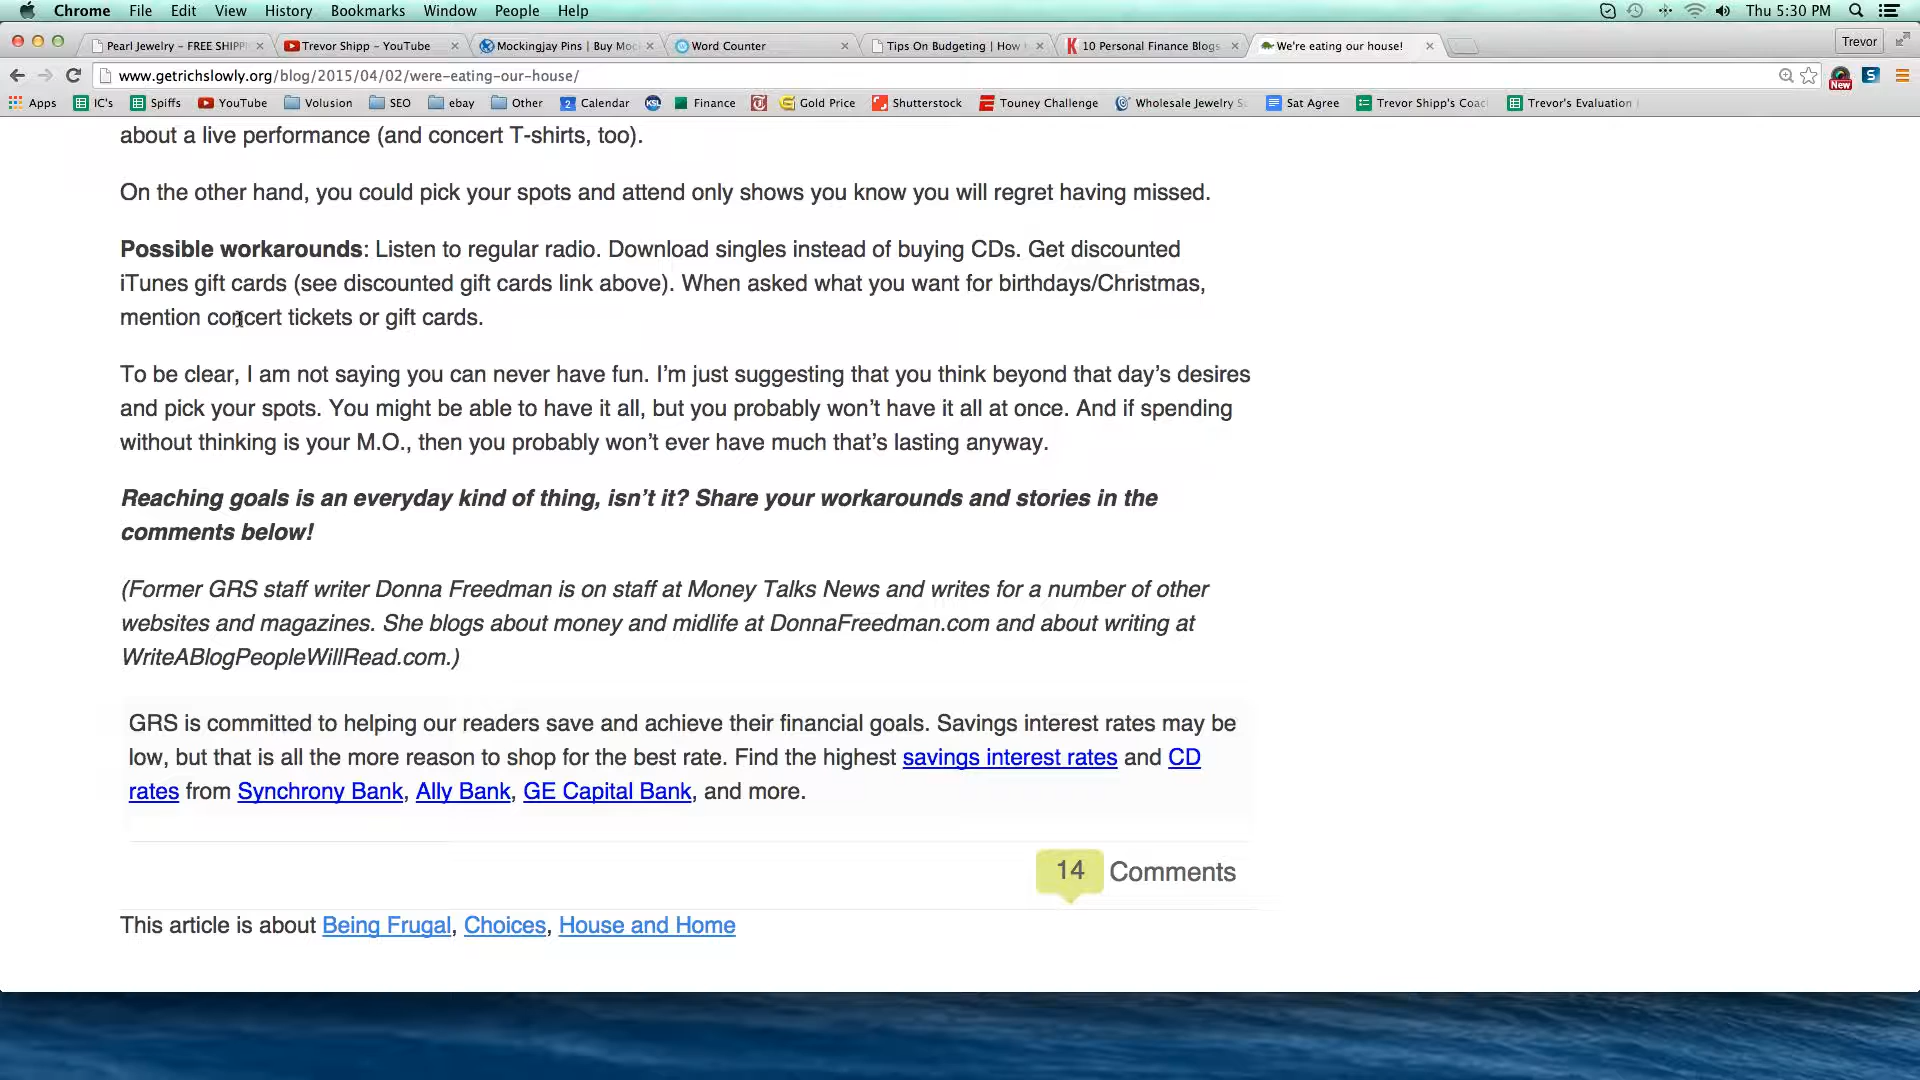 Chrome File Edit View History Bookmarks Window People Help Thu 5:30 PM
Pearl Jewelry – FREE SHIPP Trevor Shipp – YouTube Mockingjay Pins | Buy Moc Word Counter Tips On Budgeting | How 10 Personal Finance Blogs We're eating our house! Trevor
www.getrichslowly.org/blog/2015/04/02/were-eating-our-house/ New
Apps IC's Spiffs YouTube Volusion SEO ebay Other Calendar KSL Finance Gold Price Shutterstock Touney Challenge Wholesale Jewelry S Sat Agree Trevor Shipp's Coac Trevor's Evaluation
about a live performance (and concert T-shirts, too).
On the other hand, you could pick your spots and attend only shows you know you will regret having missed.
Possible workarounds: Listen to regular radio. Download singles instead of buying CDs. Get discounted
iTunes gift cards (see discounted gift cards link above). When asked what you want for birthdays/Christmas,
mention concert tickets or gift cards.
To be clear, I am not saying you can never have fun. I'm just suggesting that you think beyond that day's desires
and pick your spots. You might be able to have it all, but you probably won't have it all at once. And if spending
without thinking is your M.O., then you probably won't ever have much that's lasting anyway.
Reaching goals is an everyday kind of thing, isn't it? Share your workarounds and stories in the
comments below!
(Former GRS staff writer Donna Freedman is on staff at Money Talks News and writes for a number of other
websites and magazines. She blogs about money and midlife at DonnaFreedman.com and about writing at
WriteABlogPeopleWillRead.com.)
GRS is committed to helping our readers save and achieve their financial goals. Savings interest rates may be
low, but that is all the more reason to shop for the best rate. Find the highest savings interest rates and CD
rates from Synchrony Bank, Ally Bank, GE Capital Bank, and more.
14 Comments
This article is about Being Frugal, Choices, House and Home